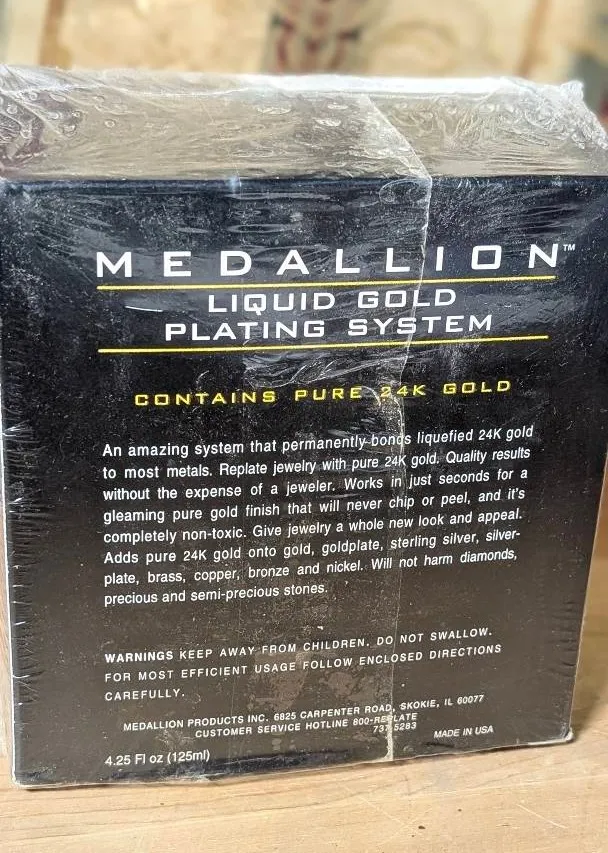 MEDALLION™
LIQUID GOLD
PLATING SYSTEM
CONTAINS PURE 24K GOLD
An amazing system that permanently bonds liquefied 24K gold
to most metals. Replate jewelry with pure 24K gold. Quality results
without the expense of a jeweler. Works in just seconds for a
gleaming pure gold finish that will never chip or peel, and it's
completely non-toxic. Give jewelry a whole new look and appeal.
Adds pure 24K gold onto gold, goldplate, sterling silver, silver-
plate, brass, copper, bronze and nickel. Will not harm diamonds,
precious and semi-precious stones.
WARNINGS KEEP AWAY FROM CHILDREN. DO NOT SWALLOW.
FOR MOST EFFICIENT USAGE FOLLOW ENCLOSED DIRECTIONS
CAREFULLY.
MEDALLION PRODUCTS INC. 6825 CARPENTER ROAD, SKOKIE, IL 60077
CUSTOMER SERVICE HOTLINE 800-REPLATE
737-5283
MADE IN USA
4.25 Fl oz (125ml)